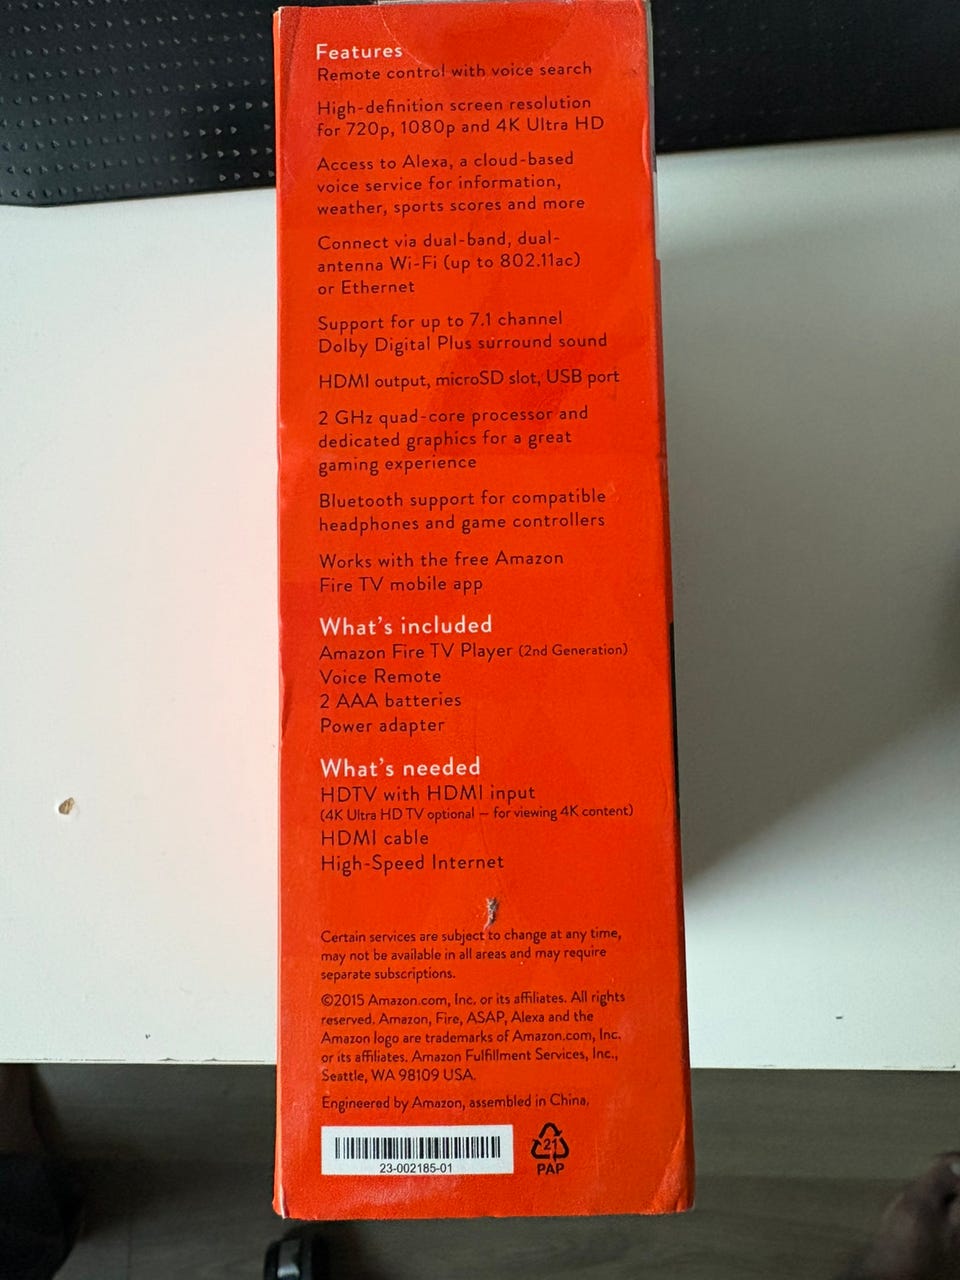 Features
Remote control with voice search
High-definition screen resolution
for 720p, 1080p and 4K Ultra HD
Access to Alexa, a cloud-based
voice service for information,
weather, sports scores and more
Connect via dual-band, dual-
antenna Wi-Fi (up to 802.11ac)
or Ethernet
Support for up to 7.1 channel
Dolby Digital Plus surround sound
HDMI output, microSD slot, USB port
2 GHz quad-core processor and
dedicated graphics for a great
gaming experience
Bluetooth support for compatible
headphones and game controllers
Works with the free Amazon
Fire TV mobile app
What's included
Amazon Fire TV Player (2nd Generation)
Voice Remote
2 AAA batteries
Power adapter
What's needed
HDTV with HDMI input
(4K Ultra HD TV optional – for viewing 4K content)
HDMI cable
High-Speed Internet
Certain services are subject to change at any time,
may not be available in all areas and may require
separate subscriptions.
©2015 Amazon.com, Inc. or its affiliates. All rights
reserved. Amazon, Fire, ASAP, Alexa and the
Amazon logo are trademarks of Amazon.com, Inc.
or its affiliates. Amazon Fulfillment Services, Inc.,
Seattle, WA 98109 USA.
Engineered by Amazon, assembled in China.
23-002185-01
21
PAP